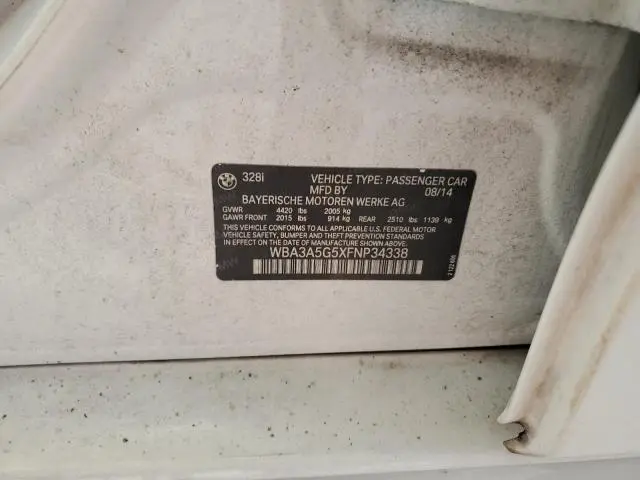 328i VEHICLE TYPE: PASSENGER CAR
MFD BY 08/14
BAYERISCHE MOTOREN WERKE AG
GVWR 4420 lbs 2005 kg
GAWR FRONT 2015 lbs 914 kg REAR 2510 lbs 1139 kg
THIS VEHICLE CONFORMS TO ALL APPLICABLE U.S. FEDERAL MOTOR
VEHICLE SAFETY, BUMPER AND THEFT PREVENTION STANDARDS IN
EFFECT ON THE DATE OF MANUFACTURE SHOWN ABOVE.
WBA3A5G5XFNP34338